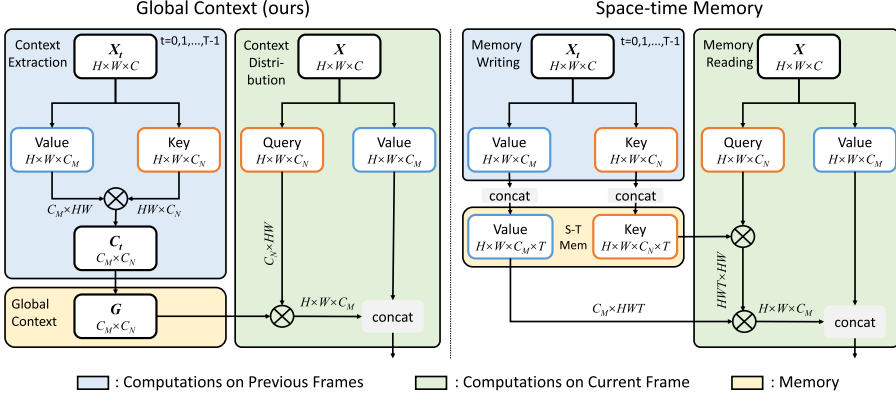 Global Context (ours)
Context
Extraction
X_t
H×W×C
t=0,1,...,T-1
Value
H×W×C_M
Key
H×W×C_N
C_M×HW
HW×C_N
C_t
C_M×C_N
Global
Context
G
C_M×C_N
Context
Distri-
bution
X
H×W×C
Query
H×W×C_N
Value
H×W×C_M
C_N×HW
H×W×C_M
concat
Space-time Memory
Memory
Writing
X_t
H×W×C
t=0,1,...,T-1
Value
H×W×C_M
Key
H×W×C_N
concat
concat
Value
H×W×C_M×T
S-T
Mem
Key
H×W×C_N×T
C_M×HWT
Memory
Reading
X
H×W×C
Query
H×W×C_N
Value
H×W×C_M
HWT×HW
H×W×C_M
concat
: Computations on Previous Frames
: Computations on Current Frame
: Memory